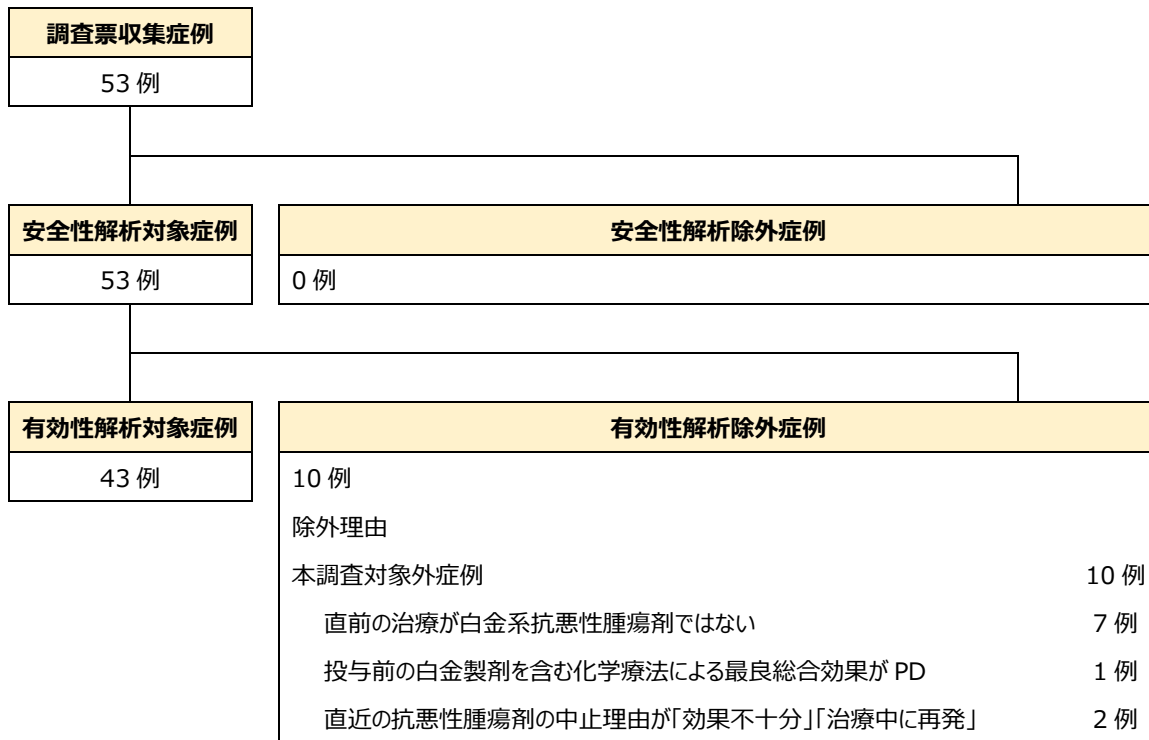 調査票収集症例
53 例
安全性解析対象症例
安全性解析除外症例
53 例
0 例
有効性解析対象症例
有効性解析除外症例
43 例
10 例
除外理由
本調査対象外症例 10 例
直前の治療が白金系抗悪性腫瘍剤ではない 7 例
投与前の白金製剤を含む化学療法による最良総合効果が PD 1 例
直近の抗悪性腫瘍剤の中止理由が「効果不十分」「治療中に再発」 2 例